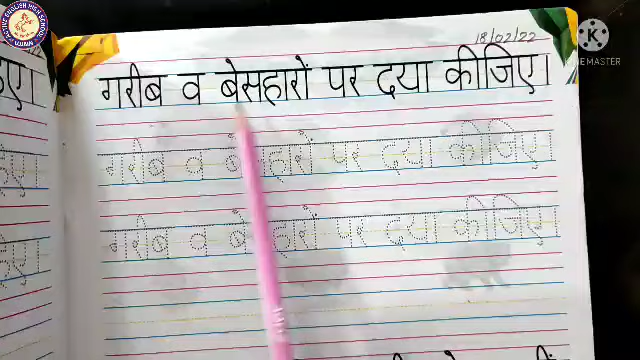 18/02/22
गरीब व बेसहारों पर दया कीजिए।
गरीब व बेसहारों पर दया कीजिए।
गरीब व बेसहारों पर दया कीजिए।
KINEMASTER